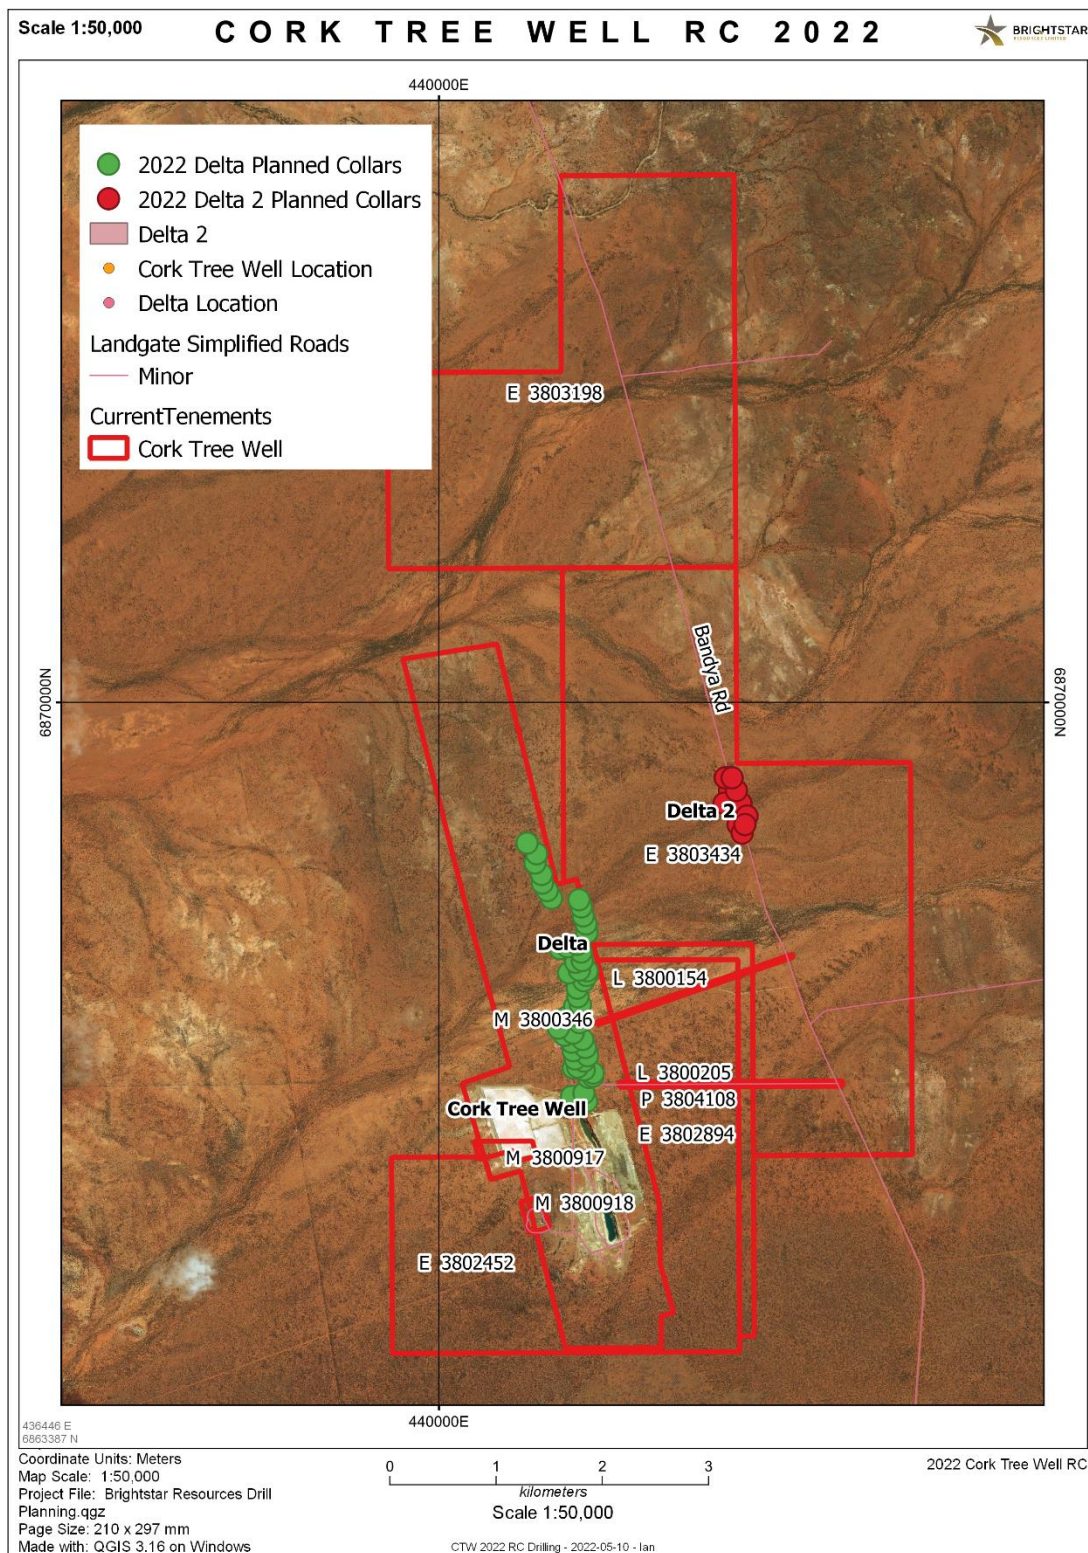 Scale 1:50,000
CORK TREE WELL RC 2022
BRIGHTSTAR
RESOURCES LIMITED
440000E
2022 Delta Planned Collars
2022 Delta 2 Planned Collars
Delta 2
Cork Tree Well Location
Delta Location
Landgate Simplified Roads
Minor
CurrentTenements
Cork Tree Well
E 3803198
Bandya Rd
6870000N
6870000N
Delta 2
E 3803434
Delta
L 3800154
M 3800346
L 3800205
P 3804108
Cork Tree Well
E 3802894
M 3800917
M 3800918
E 3802452
440000E
436446 E
6863387 N
Coordinate Units: Meters
Map Scale: 1:50,000
Project File: Brightstar Resources Drill
Planning.qgz
Page Size: 210 x 297 mm
Made with: QGIS 3.16 on Windows
0 1 2 3
kilometers
Scale 1:50,000
CTW 2022 RC Drilling - 2022-05-10 - Ian
2022 Cork Tree Well RC